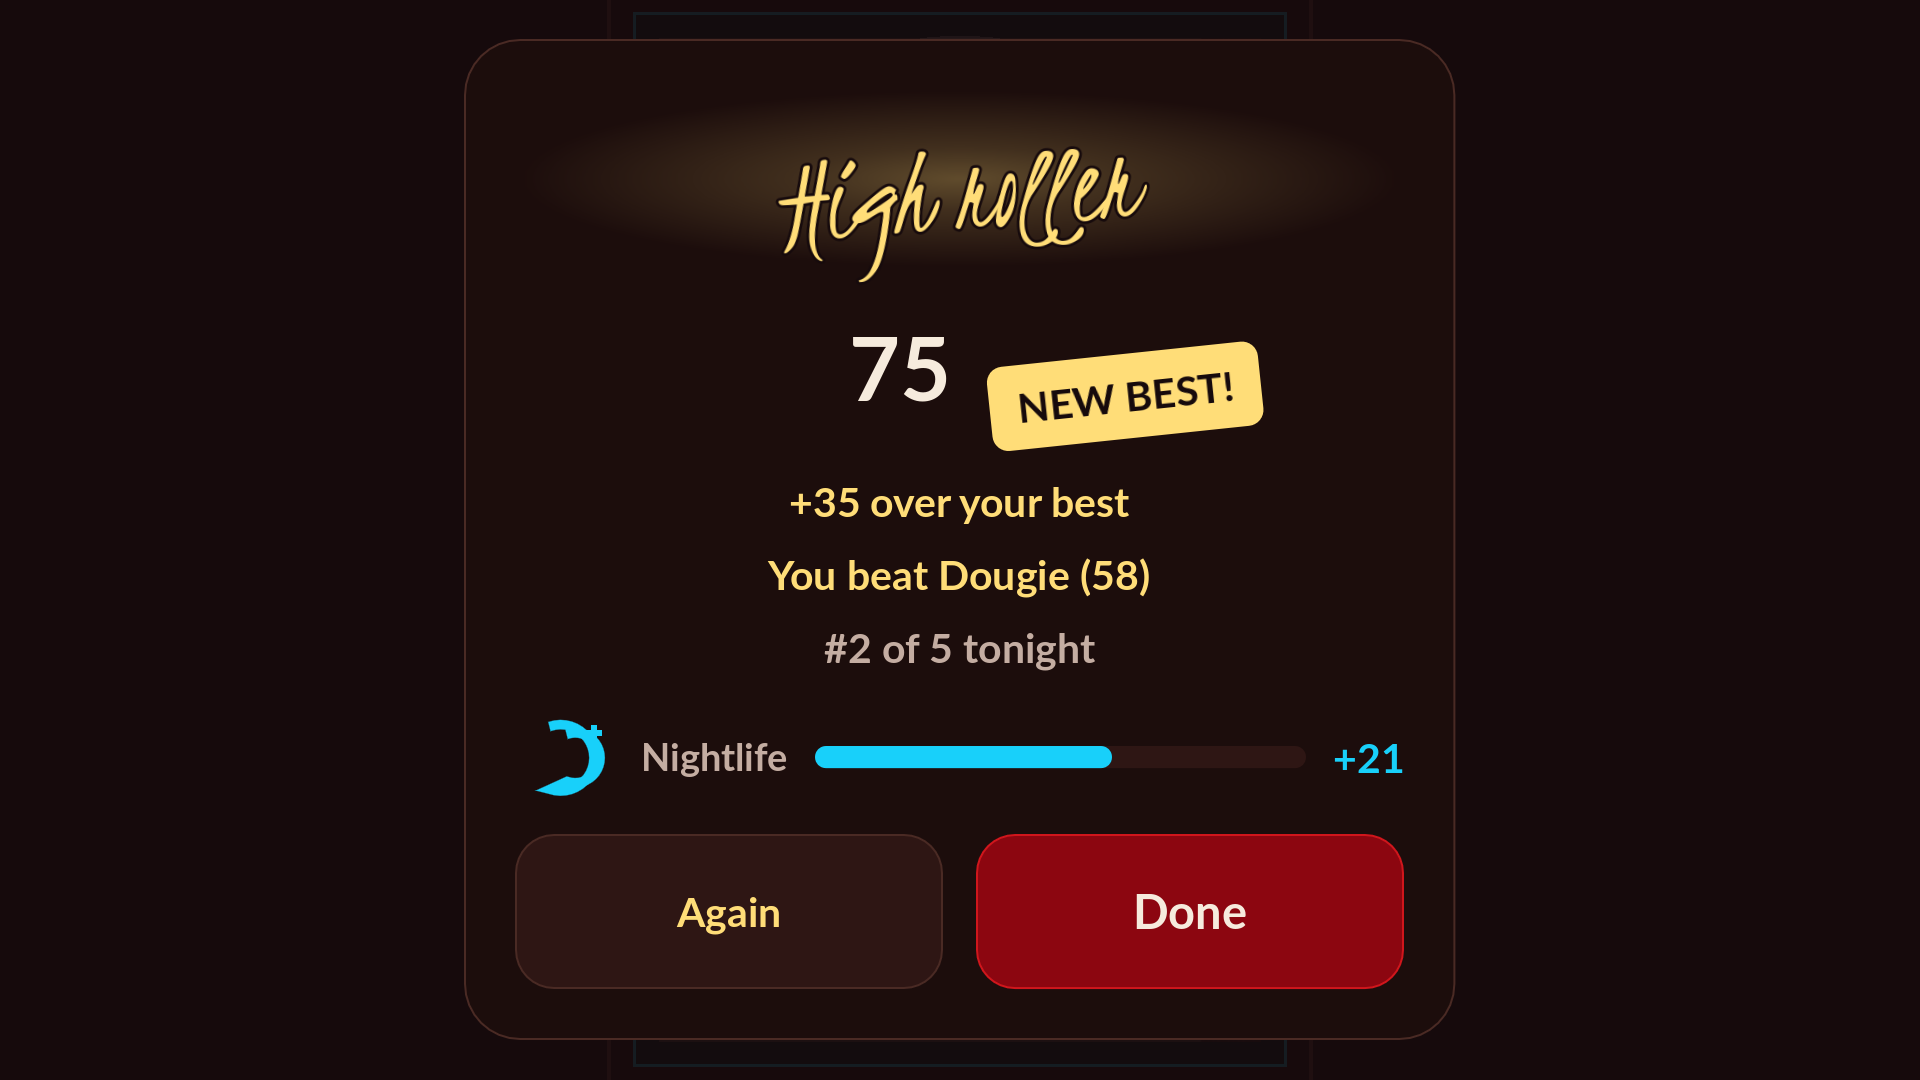 High roller
75
NEW BEST!
+35 over your best
You beat Dougie (58)
#2 of 5 tonight
Nightlife
+21
Again
Done